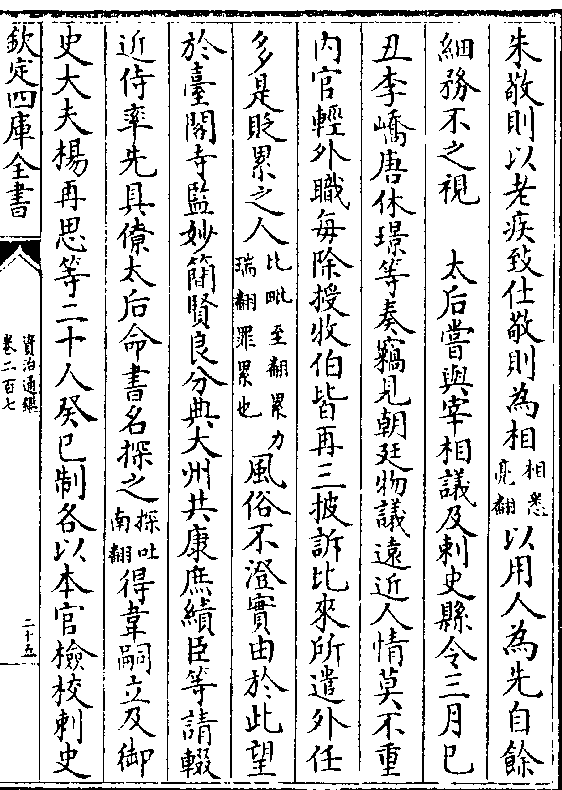 朱敬則以老疾致仕敬則為相相悉亮翻以用人為先自餘
細務不之視　太后嘗與宰相議及刺史縣令三月己
丑李嶠唐休璟等奏竊見朝廷物議遠近人情莫不重
内官輕外職每除授牧伯皆再三披訴比來所遣外任
多是貶累之人比毗至翻累力瑞翻罪累也風俗不澄實由於此望
於臺閣寺監妙簡賢良分典大州共康庶績臣等請輟
近侍率先具僚太后命書名探之探吐南翻得韋嗣立及御
史大夫楊再思等二十人癸巳制各以本官檢校刺史
欽定四庫全書
資治通鑑
卷二百七
二十五